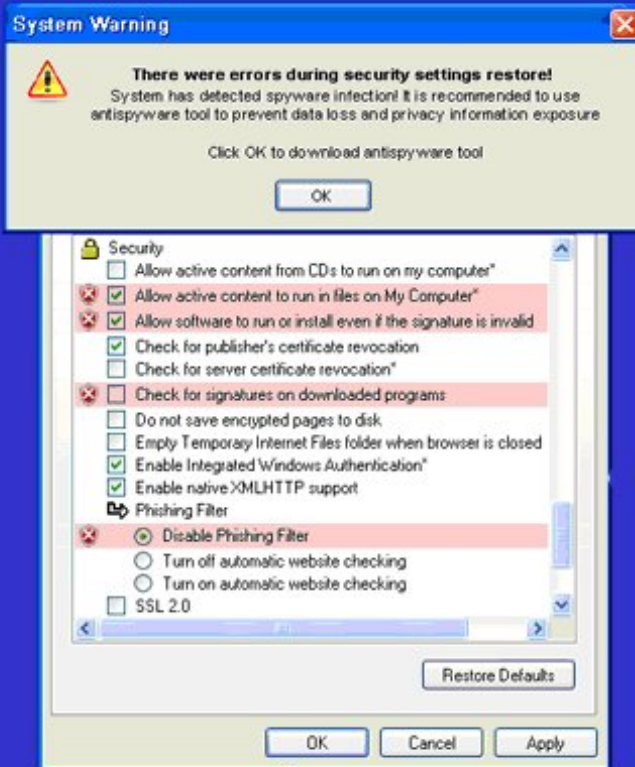 System Warning
There were errors during security settings restore!
System has detected spyware infection! It is recommended to use
antispyware tool to prevent data loss and privacy information exposure
Click OK to download antispyware tool
OK
Security
Allow active content from CDs to run on my computer*
Allow active content to run in files on My Computer*
Allow software to run or install even if the signature is invalid
Check for publisher's certificate revocation
Check for server certificate revocation*
Check for signatures on downloaded programs
Do not save encrypted pages to disk
Empty Temporary Internet Files folder when browser is closed
Enable Integrated Windows Authentication*
Enable native XMLHTTP support
Phishing Filter
Disable Phishing Filter
Turn off automatic website checking
Turn on automatic website checking
SSL 2.0
Restore Defaults
OK Cancel Apply